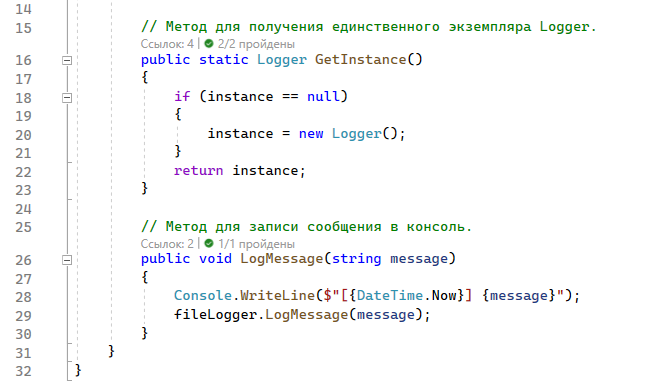 14
15 // Метод для получения единственного экземпляра Logger.
Ссылок: 4 | 2/2 пройдены
16 public static Logger GetInstance()
17 {
18 if (instance == null)
19 {
20 instance = new Logger();
21 }
22 return instance;
23 }
24
25 // Метод для записи сообщения в консоль.
Ссылок: 2 | 1/1 пройдены
26 public void LogMessage(string message)
27 {
28 Console.WriteLine($"[{DateTime.Now}] {message}");
29 fileLogger.LogMessage(message);
30 }
31 }
32 }